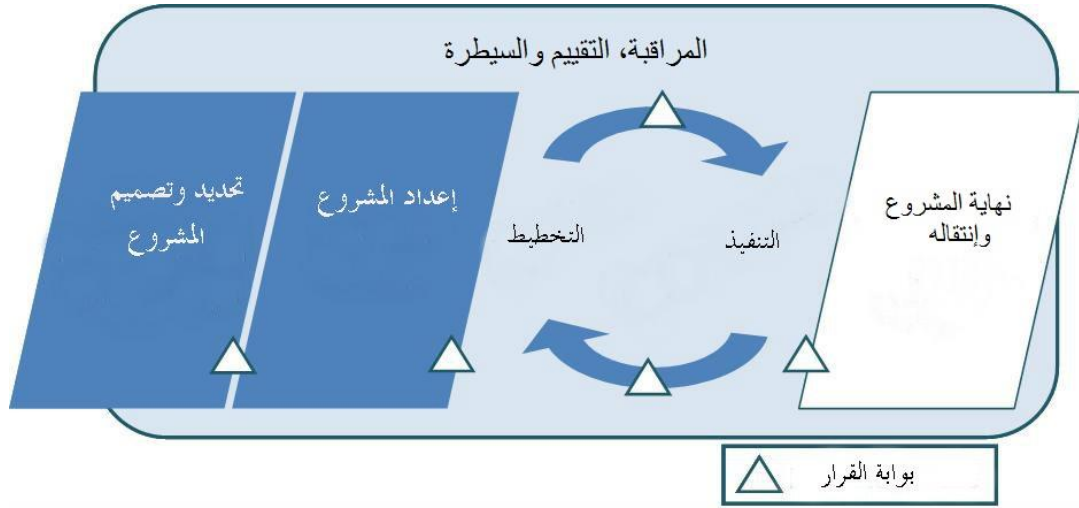 المراقبة، التقييم والسيطرة
تحديد وتصميم
المشروع
إعداد المشروع
التخطيط
التنفيذ
نهاية المشروع
وإنتقاله
بوابة القرار